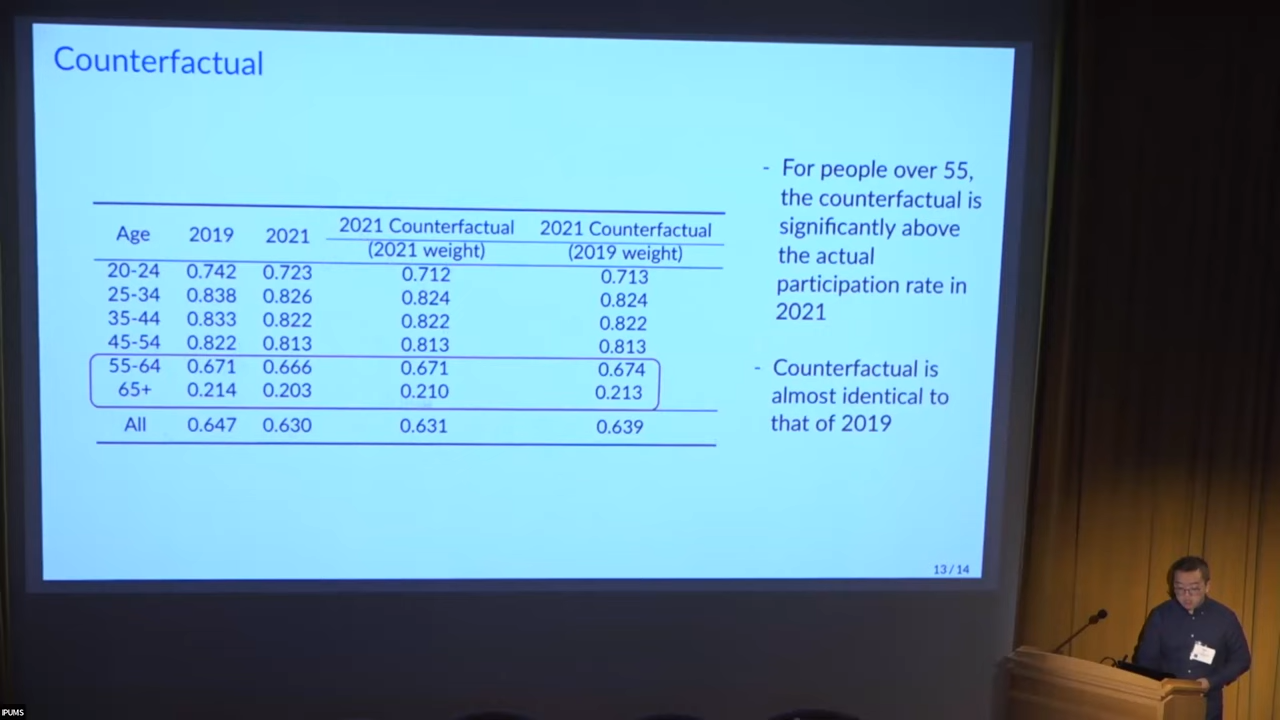 Counterfactual
Age 2019 2021 2021 Counterfactual 2021 Counterfactual
(2021 weight) (2019 weight)
20-24 0.742 0.723 0.712 0.713
25-34 0.838 0.826 0.824 0.824
35-44 0.833 0.822 0.822 0.822
45-54 0.822 0.813 0.813 0.813
55-64 0.671 0.666 0.671 0.674
65+ 0.214 0.203 0.210 0.213
All 0.647 0.630 0.631 0.639
- For people over 55,
the counterfactual is
significantly above
the actual
participation rate in
2021
- Counterfactual is
almost identical to
that of 2019
13/14
IPUMS